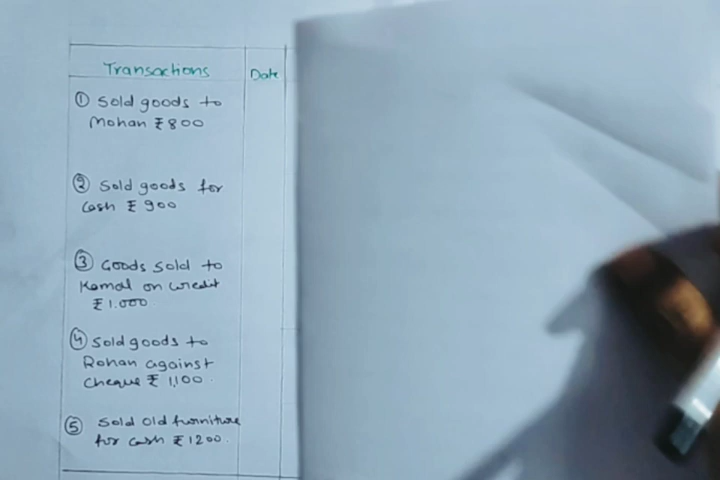 Transactions
Date
① Sold goods to
Mohan ₹800
② Sold goods for
Cash ₹ 900
③ Goods sold to
Kamal on credit
₹1.000.
④ Sold goods to
Rohan against
Cheque ₹ 1,100.
⑤ Sold Old furniture
for cash ₹1200.